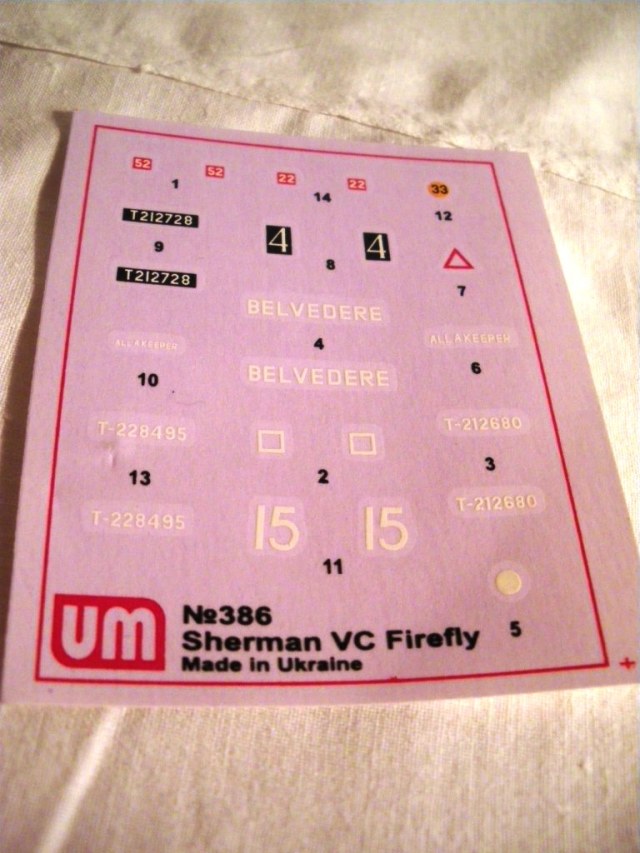 52 52 22 22 33
1 14 12
T212728 4 4
9 8
T212728 7
BELVEDERE
ALLAKEEPER 4 ALLAKEEPER
10 BELVEDERE 6
T-228495 T-212680
13 2 3
T-228495 15 15 T-212680
11
um №386 5
Sherman VC Firefly
Made in Ukraine